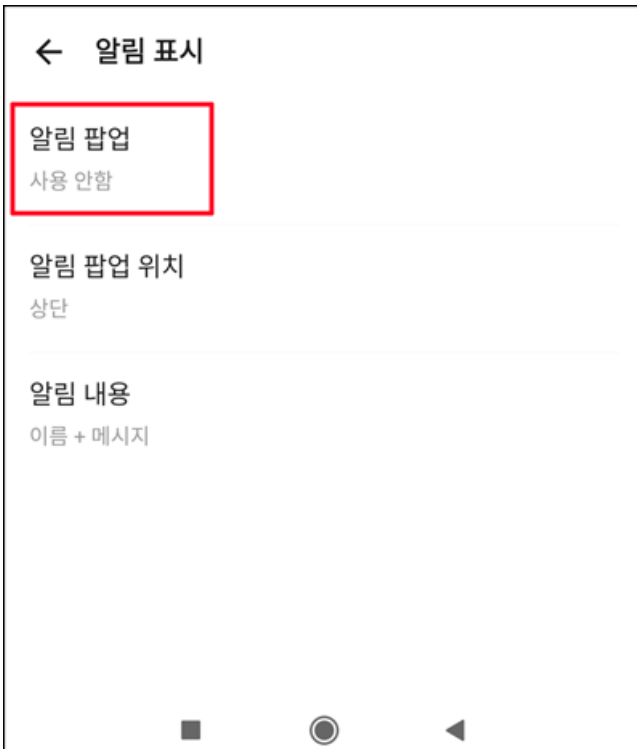 알림 표시
알림 팝업
사용 안함
알림 팝업 위치
상단
알림 내용
이름 + 메시지